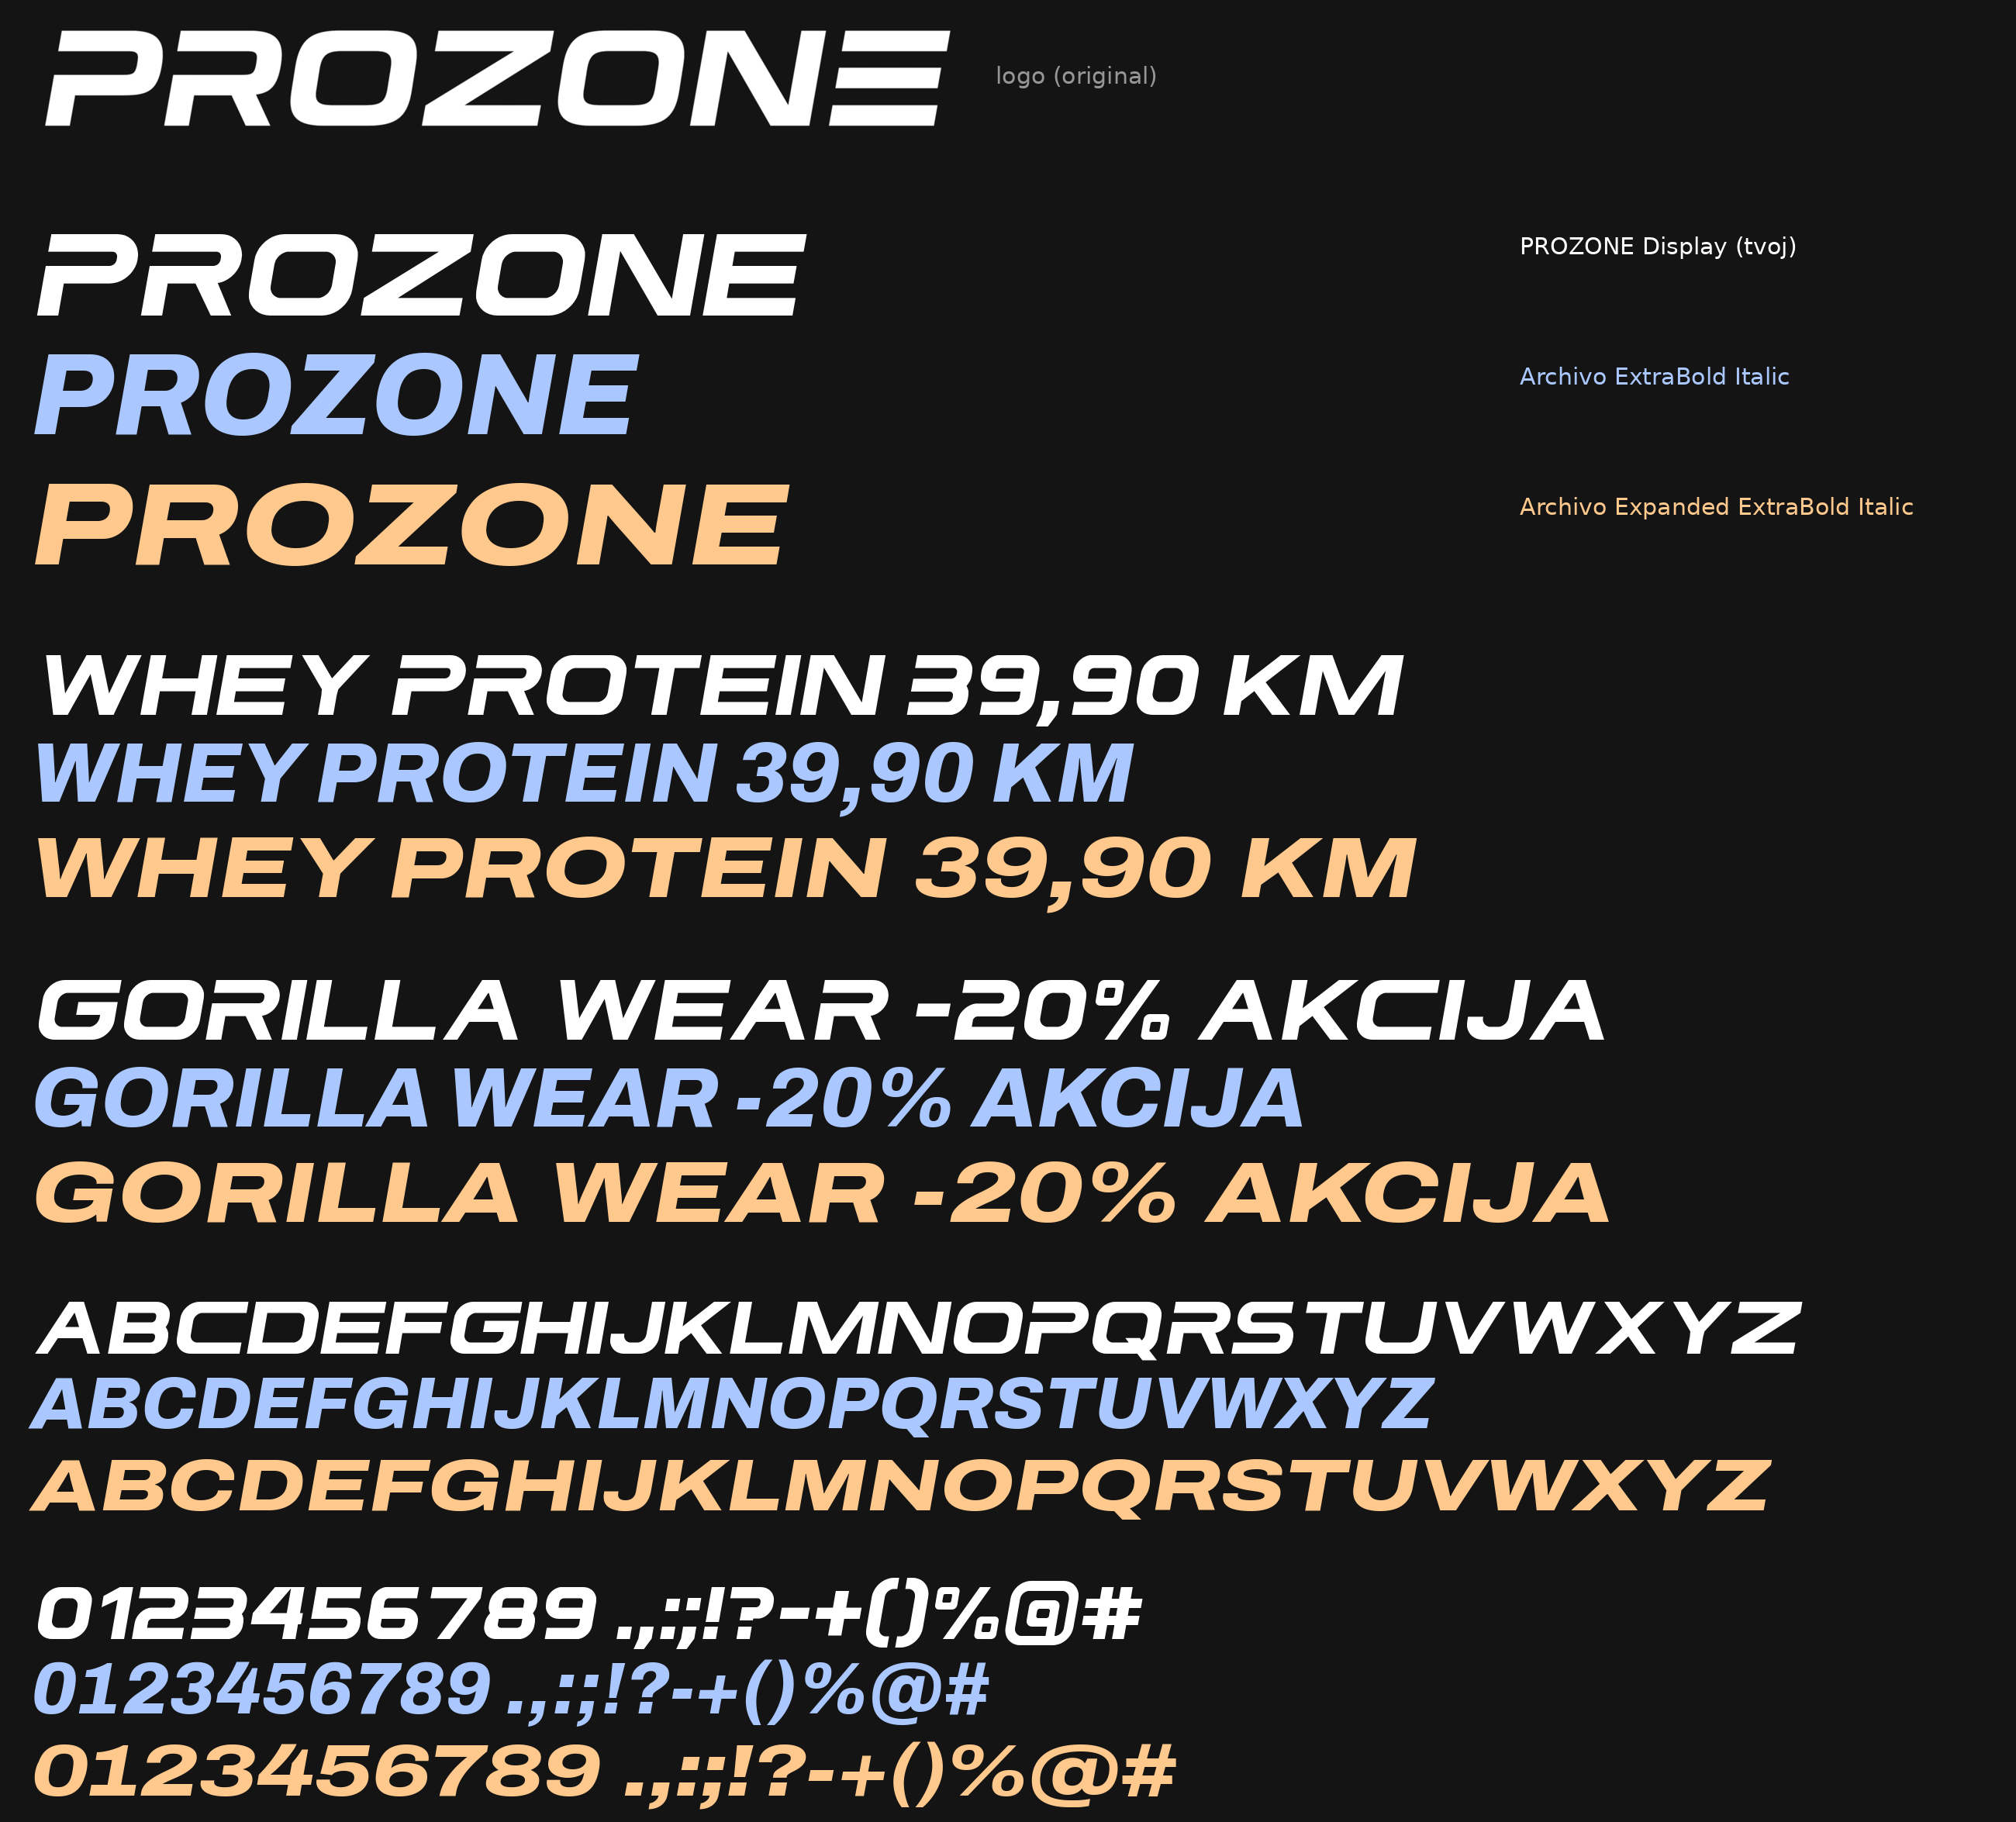 PROZONE logo (original)
PROZONE PROZONE Display (tvoj)
PROZONE Archivo ExtraBold Italic
PROZONE Archivo Expanded ExtraBold Italic
WHEY PROTEIN 39,90 KM
WHEY PROTEIN 39,90 KM
WHEY PROTEIN 39,90 KM
GORILLA WEAR -20% AKCIJA
GORILLA WEAR -20% AKCIJA
GORILLA WEAR -20% AKCIJA
ABCDEFGHIJKLMNOPQRSTUVWXYZ
ABCDEFGHIJKLMNOPQRSTUVWXYZ
ABCDEFGHIJKLMNOPQRSTUVWXYZ
0123456789 .,:;!?-+()%@#
0123456789 .,:;!?-+()%@#
0123456789 .,:;!?-+()%@#